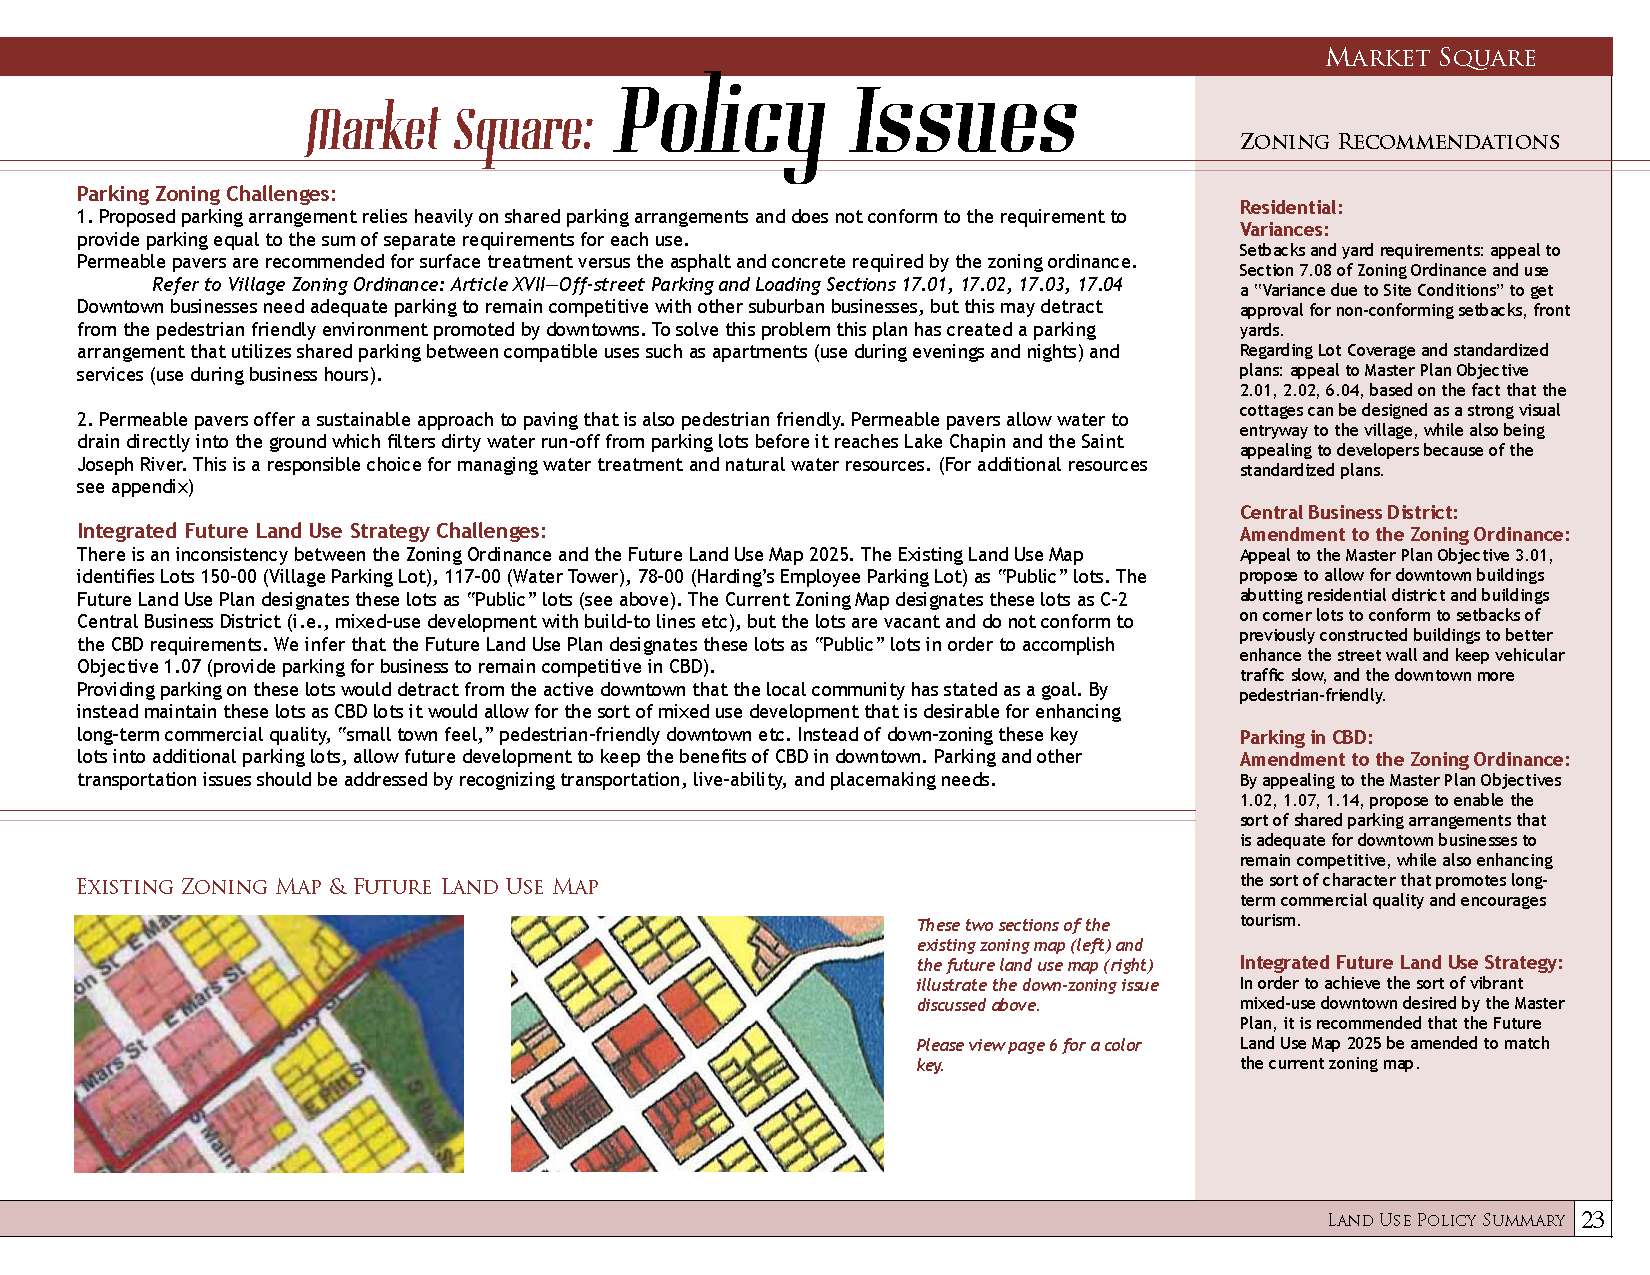 Market Square
Market Square: Policy Issues
Parking Zoning Challenges:
1. Proposed parking arrangement relies heavily on shared parking arrangements and does not conform to the requirement to
provide parking equal to the sum of separate requirements for each use.
Permeable pavers are recommended for surface treatment versus the asphalt and concrete required by the zoning ordinance.
Refer to Village Zoning Ordinance: Article XVII—Off-street Parking and Loading Sections 17.01, 17.02, 17.03, 17.04
Downtown businesses need adequate parking to remain competitive with other suburban businesses, but this may detract
from the pedestrian friendly environment promoted by downtowns. To solve this problem this plan has created a parking
arrangement that utilizes shared parking between compatible uses such as apartments (use during evenings and nights) and
services (use during business hours).
2. Permeable pavers offer a sustainable approach to paving that is also pedestrian friendly. Permeable pavers allow water to
drain directly into the ground which filters dirty water run-off from parking lots before it reaches Lake Chapin and the Saint
Joseph River. This is a responsible choice for managing water treatment and natural water resources. (For additional resources
see appendix)
Integrated Future Land Use Strategy Challenges:
There is an inconsistency between the Zoning Ordinance and the Future Land Use Map 2025. The Existing Land Use Map
identifies Lots 150-00 (Village Parking Lot), 117-00 (Water Tower), 78-00 (Harding's Employee Parking Lot) as “Public” lots. The
Future Land Use Plan designates these lots as “Public” lots (see above). The Current Zoning Map designates these lots as C-2
Central Business District (i.e., mixed-use development with build-to lines etc), but the lots are vacant and do not conform to
the CBD requirements. We infer that the Future Land Use Plan designates these lots as “Public” lots in order to accomplish
Objective 1.07 (provide parking for business to remain competitive in CBD).
Providing parking on these lots would detract from the active downtown that the local community has stated as a goal. By
instead maintain these lots as CBD lots it would allow for the sort of mixed use development that is desirable for enhancing
long-term commercial quality, “small town feel,” pedestrian-friendly downtown etc. Instead of down-zoning these key
lots into additional parking lots, allow future development to keep the benefits of CBD in downtown. Parking and other
transportation issues should be addressed by recognizing transportation, live-ability, and placemaking needs.
Existing Zoning Map & Future Land Use Map
E Mars St
E Mars St
Mars St
E Pitt St
S Main
These two sections of the
existing zoning map (left) and
the future land use map (right)
illustrate the down-zoning issue
discussed above.
Please view page 6 for a color
key.
Zoning Recommendations
Residential:
Variances:
Setbacks and yard requirements: appeal to
Section 7.08 of Zoning Ordinance and use
a “Variance due to Site Conditions” to get
approval for non-conforming setbacks, front
yards.
Regarding Lot Coverage and standardized
plans: appeal to Master Plan Objective
2.01, 2.02, 6.04, based on the fact that the
cottages can be designed as a strong visual
entryway to the village, while also being
appealing to developers because of the
standardized plans.
Central Business District:
Amendment to the Zoning Ordinance:
Appeal to the Master Plan Objective 3.01,
propose to allow for downtown buildings
abutting residential district and buildings
on corner lots to conform to setbacks of
previously constructed buildings to better
enhance the street wall and keep vehicular
traffic slow, and the downtown more
pedestrian-friendly.
Parking in CBD:
Amendment to the Zoning Ordinance:
By appealing to the Master Plan Objectives
1.02, 1.07, 1.14, propose to enable the
sort of shared parking arrangements that
is adequate for downtown businesses to
remain competitive, while also enhancing
the sort of character that promotes long-
term commercial quality and encourages
tourism.
Integrated Future Land Use Strategy:
In order to achieve the sort of vibrant
mixed-use downtown desired by the Master
Plan, it is recommended that the Future
Land Use Map 2025 be amended to match
the current zoning map.
Land Use Policy Summary 23